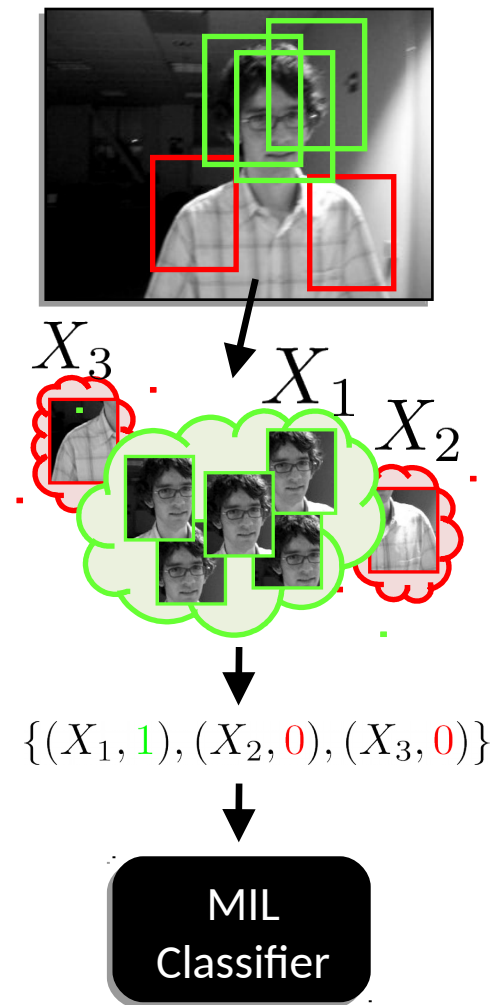 X₃
X₁
X₂
{(X₁, 1), (X₂, 0), (X₃, 0)}
MIL
Classifier